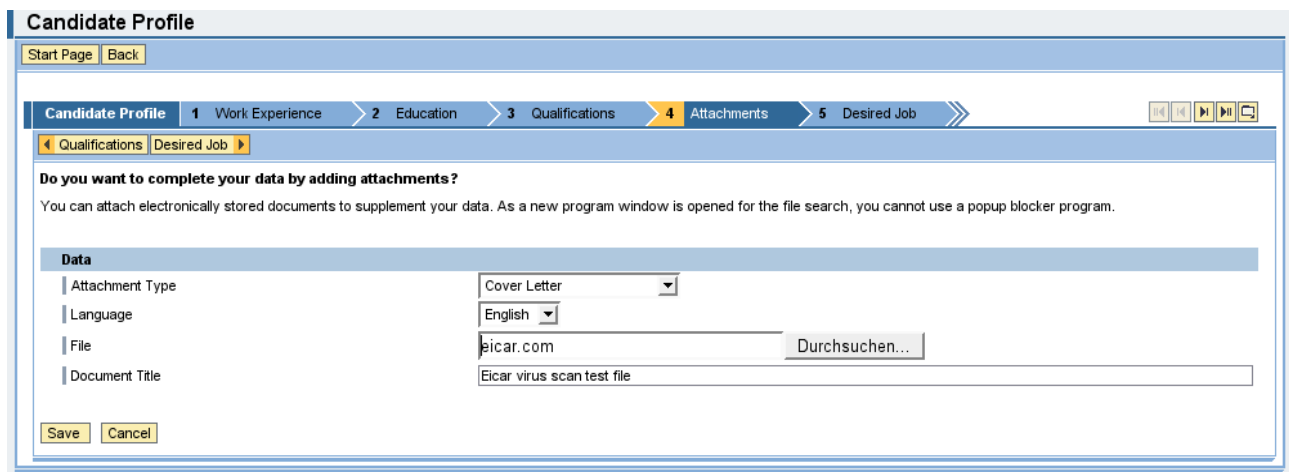 Candidate Profile
Start Page Back
Candidate Profile 1 Work Experience 2 Education 3 Qualifications 4 Attachments 5 Desired Job
Qualifications Desired Job
Do you want to complete your data by adding attachments?
You can attach electronically stored documents to supplement your data. As a new program window is opened for the file search, you cannot use a popup blocker program.
Data
Attachment Type Cover Letter
Language English
File eicar.com Durchsuchen...
Document Title Eicar virus scan test file
Save Cancel